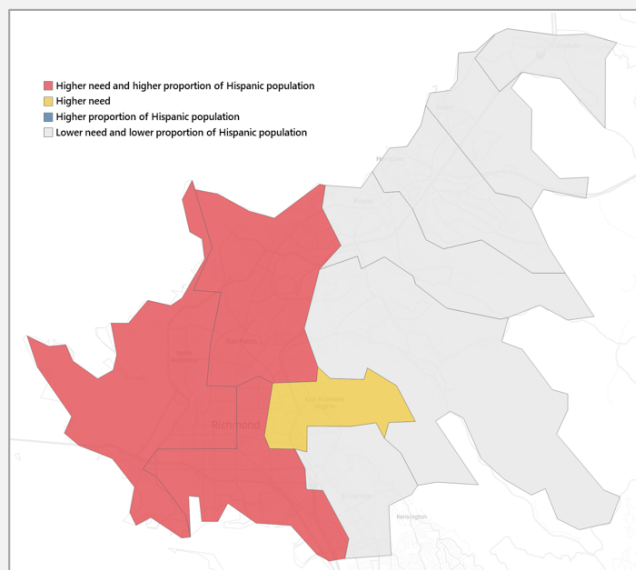 Higher need and higher proportion of Hispanic population
Higher need
Higher proportion of Hispanic population
Lower need and lower proportion of Hispanic population
Richmond
Kensington